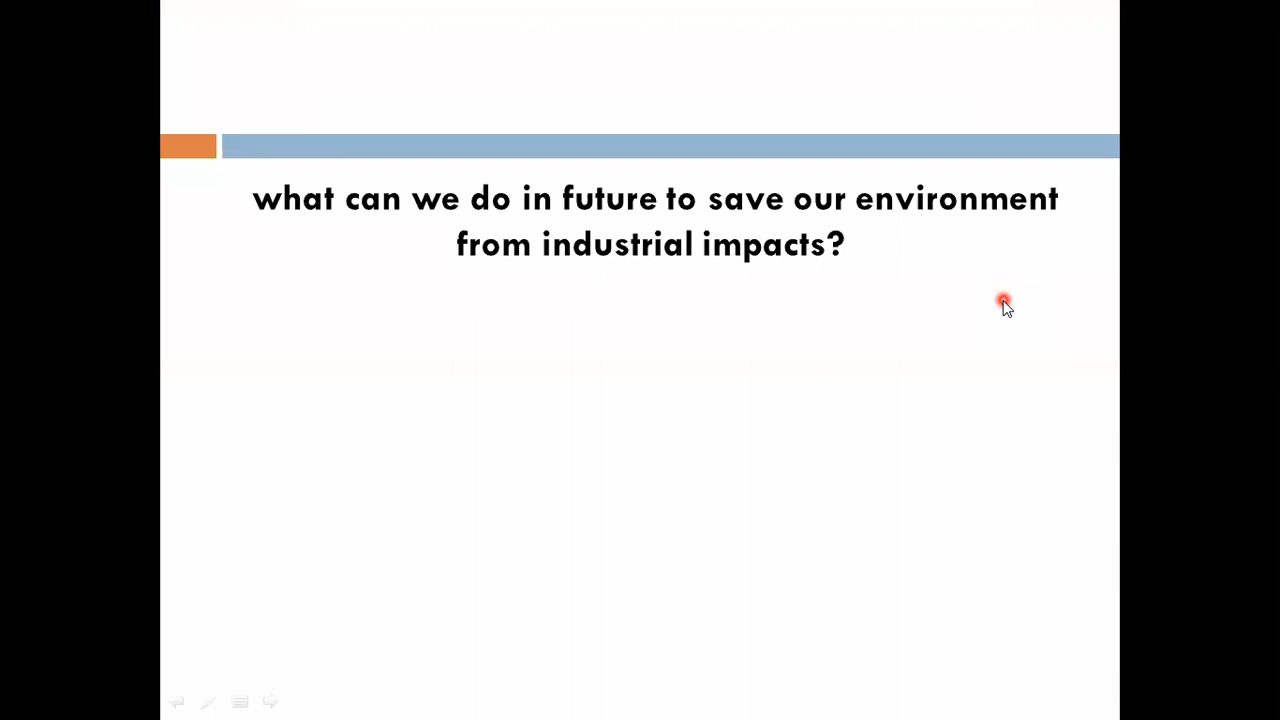 what can we do in future to save our environment
from industrial impacts?